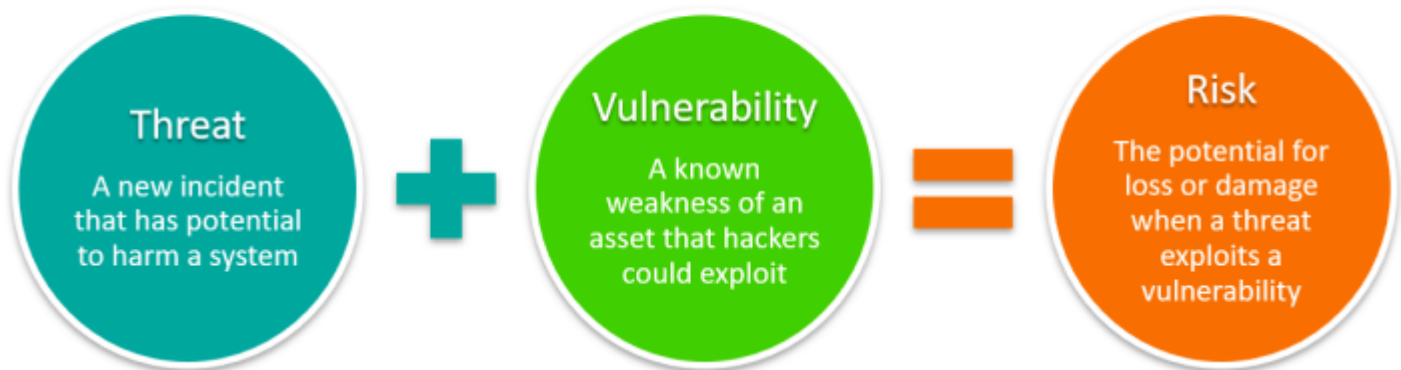 Threat
A new incident
that has potential
to harm a system
Vulnerability
A known
weakness of an
asset that hackers
could exploit
Risk
The potential for
loss or damage
when a threat
exploits a
vulnerability